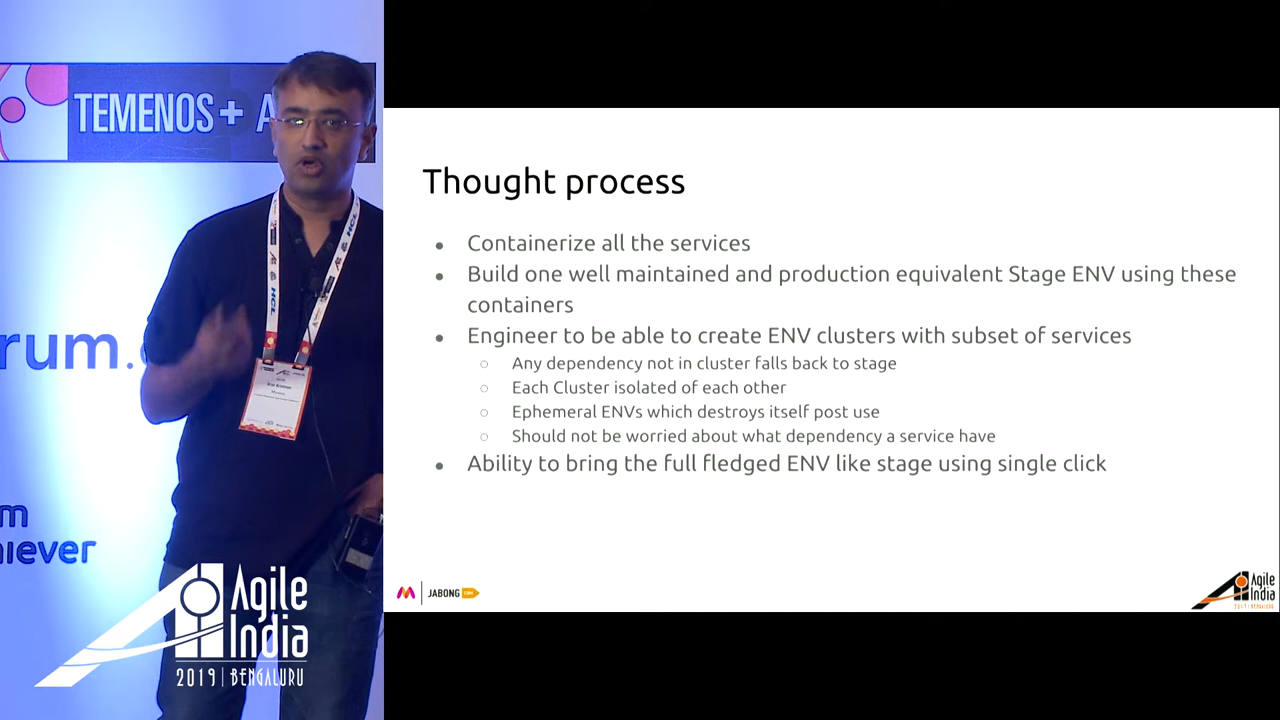 TEMENOS + A
rum.
m
niever
HCL
HCL
Agile
India
2019 | BENGALURU
Thought process
● Containerize all the services
● Build one well maintained and production equivalent Stage ENV using these
containers
● Engineer to be able to create ENV clusters with subset of services
○ Any dependency not in cluster falls back to stage
○ Each Cluster isolated of each other
○ Ephemeral ENVs which destroys itself post use
○ Should not be worried about what dependency a service have
● Ability to bring the full fledged ENV like stage using single click
JABONG
Agile
India